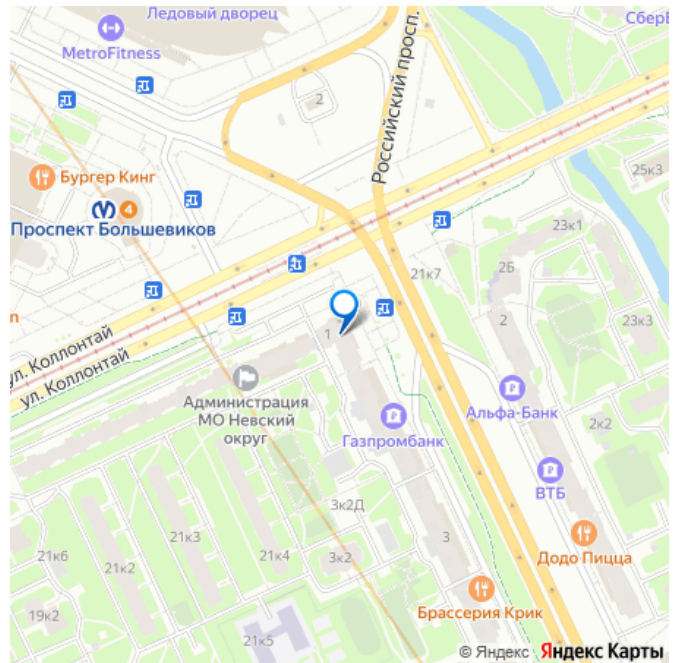 Ледовый дворец
MetroFitness
Сбер
2
Российский просп.
Бургер Кинг
25к3
4
Проспект Большевиков
23к1
2Б
21к7
ул. Коллонтай
ул. Коллонтай
1
2
23к3
Администрация
МО Невский
округ
Альфа-Банк
Газпромбанк
2к2
ВТБ
3к2Д
21к3
Додо Пицца
21к6
21к2
21к4
3к2
3
19к2
Брассерия Крик
21к5
© Яндекс Яндекс Карты